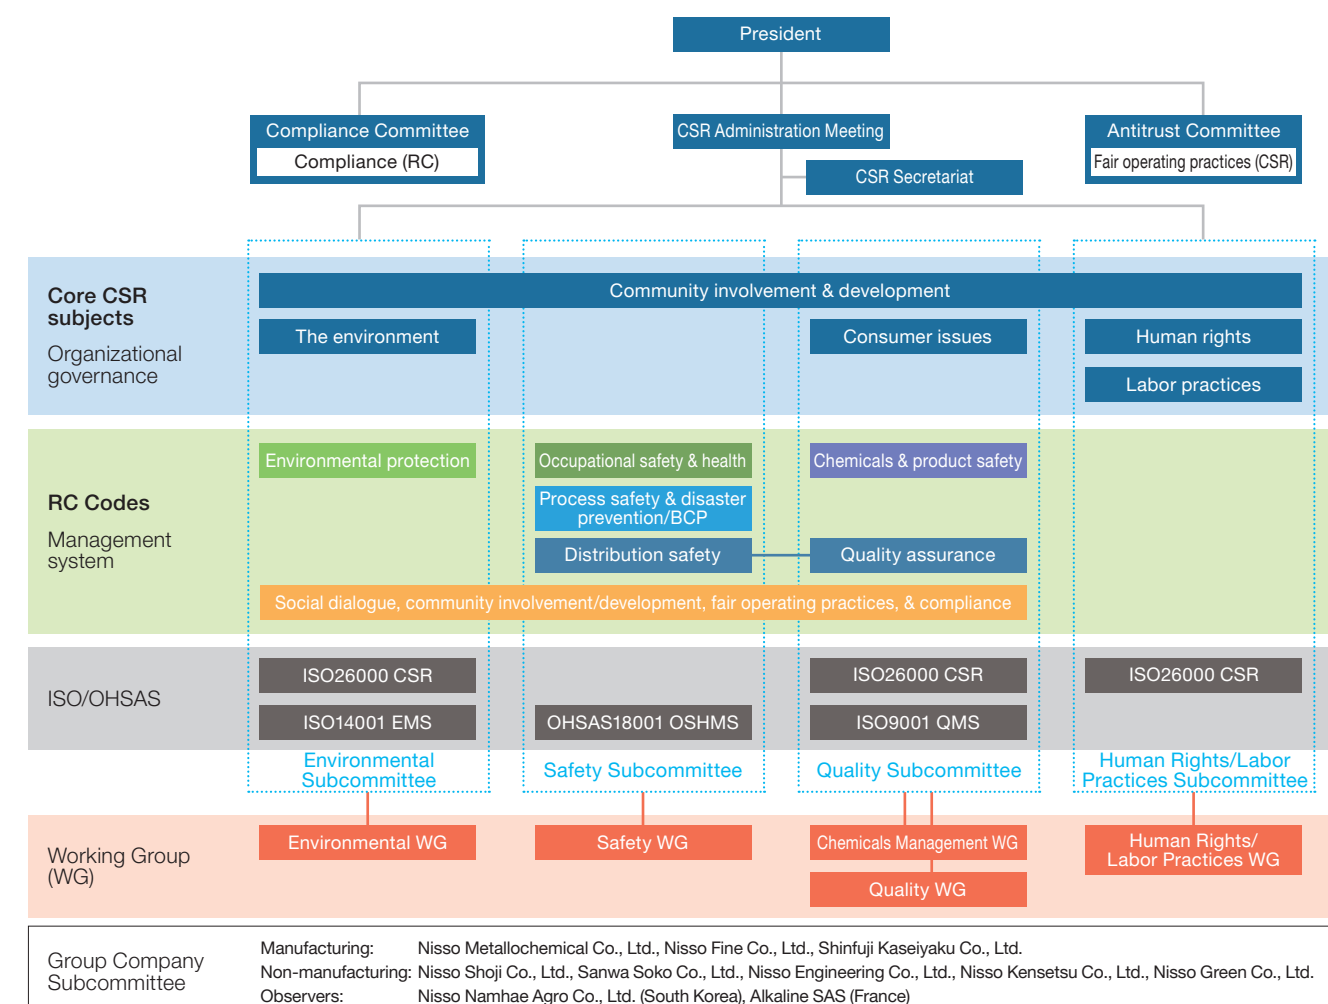 President
Compliance Committee
Compliance (RC)
CSR Administration Meeting
Antitrust Committee
Fair operating practices (CSR)
CSR Secretariat
Core CSR
subjects
Organizational
governance
Community involvement & development
The environment
Consumer issues
Human rights
Labor practices
RC Codes
Management
system
Environmental protection
Occupational safety & health
Chemicals & product safety
Process safety & disaster
prevention/BCP
Distribution safety
Quality assurance
Social dialogue, community involvement/development, fair operating practices, & compliance
ISO/OHSAS
ISO26000 CSR
ISO26000 CSR
ISO26000 CSR
ISO14001 EMS
OHSAS18001 OSHMS
ISO9001 QMS
Environmental
Subcommittee
Safety Subcommittee
Quality Subcommittee
Human Rights/Labor
Practices Subcommittee
Working Group
(WG)
Environmental WG
Safety WG
Chemicals Management WG
Quality WG
Human Rights/
Labor Practices WG
Group Company
Subcommittee
Manufacturing: Nisso Metallochemical Co., Ltd., Nisso Fine Co., Ltd., Shinfuji Kaseiyaku Co., Ltd.
Non-manufacturing: Nisso Shoji Co., Ltd., Sanwa Soko Co., Ltd., Nisso Engineering Co., Ltd., Nisso Kensetsu Co., Ltd., Nisso Green Co., Ltd.
Observers: Nisso Namhae Agro Co., Ltd. (South Korea), Alkaline SAS (France)